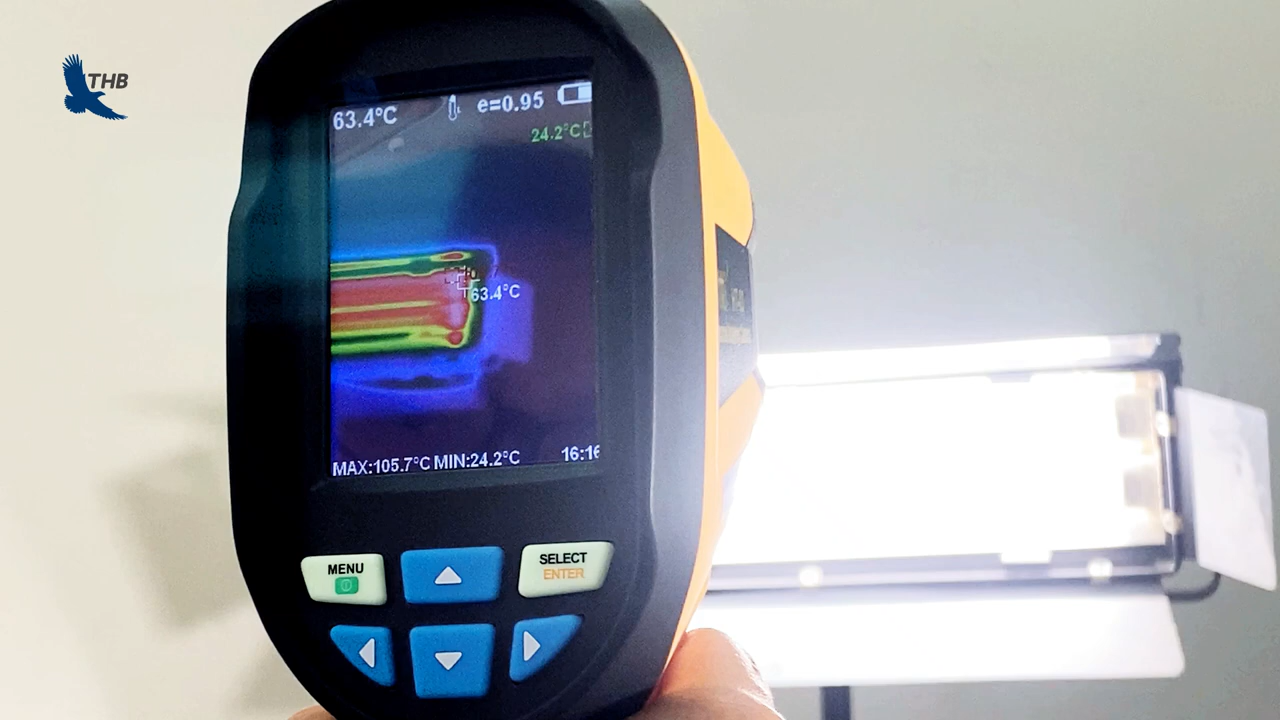 THB
63.4°C e=0.95
24.2°C
63.4°C
MAX:105.7°C MIN:24.2°C 16:16
MENU
SELECT
ENTER